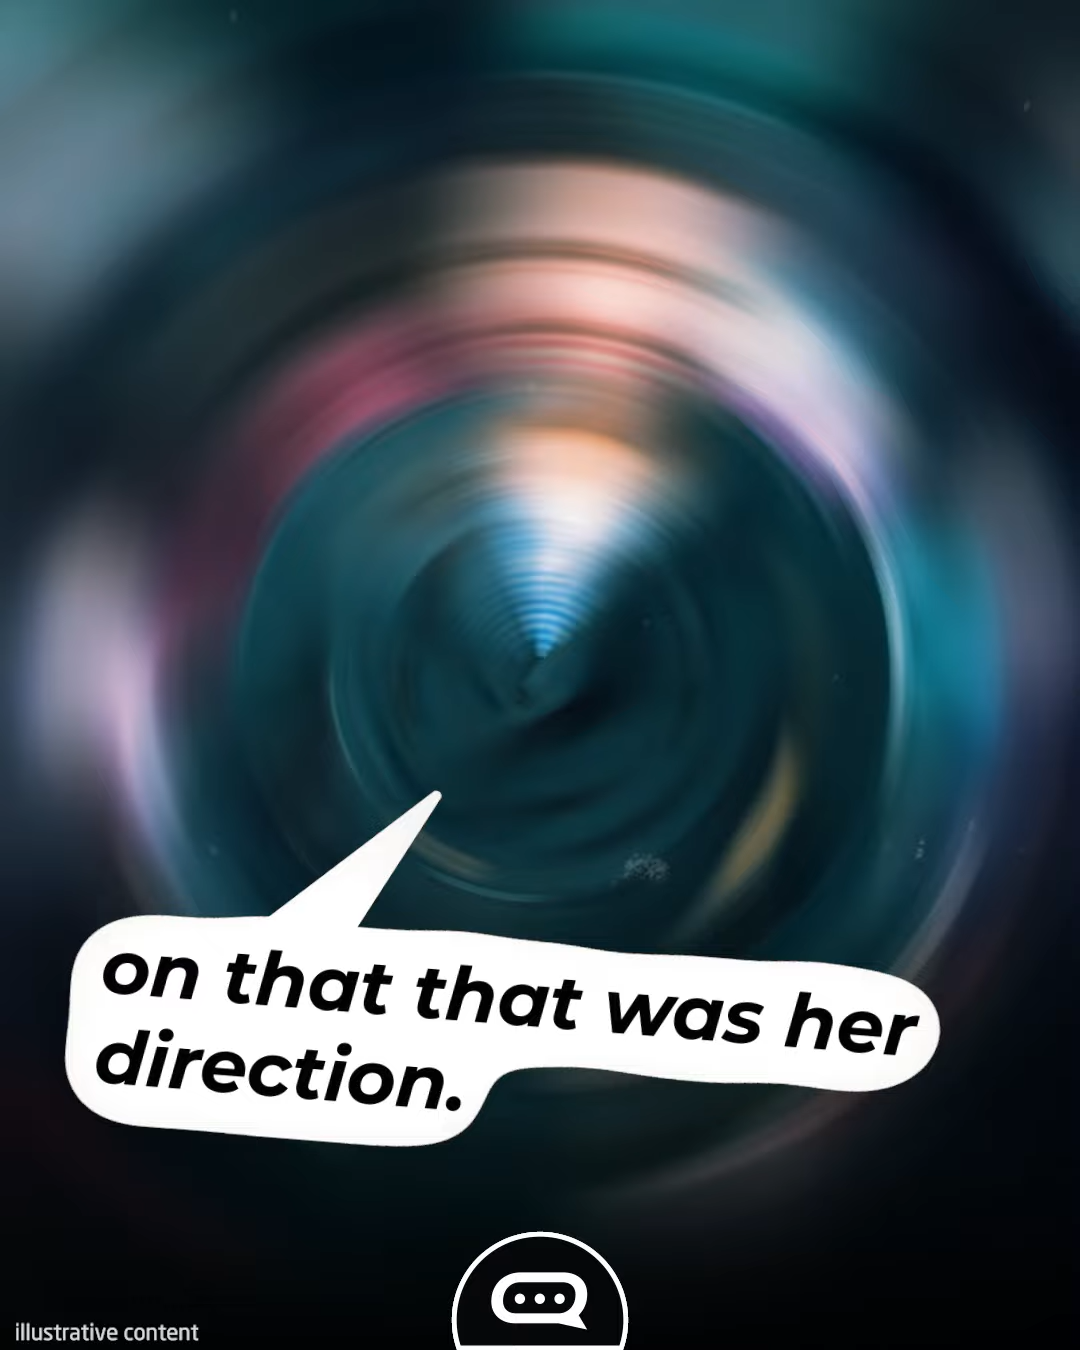 on that that was her
direction.
illustrative content